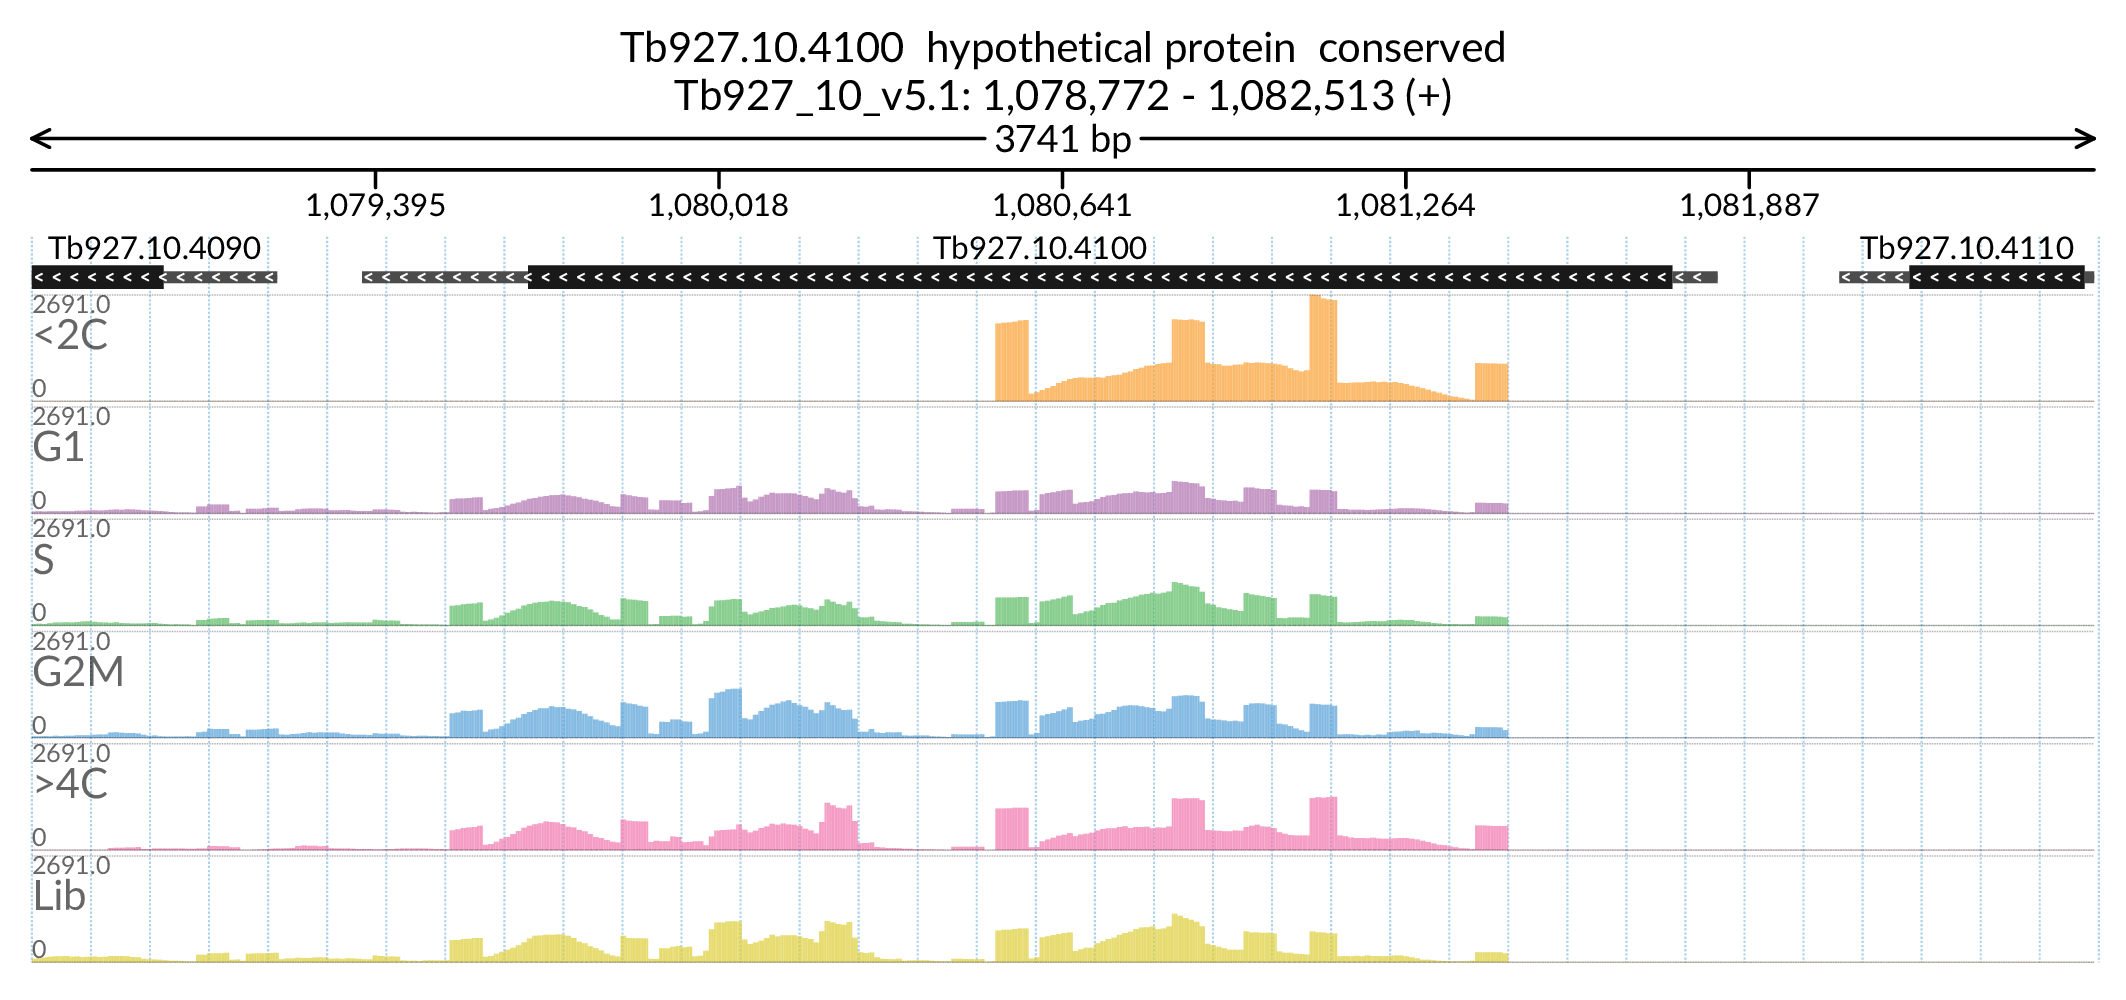 Tb927.10.4100  hypothetical protein  conserved
Tb927_10_v5.1: 1,078,772 - 1,082,513 (+)
3741 bp
1,079,395 1,080,018 1,080,641 1,081,264 1,081,887
Tb927.10.4090 Tb927.10.4100 Tb927.10.4110
2691.0
<2C
0
2691.0
G1
0
2691.0
S
0
2691.0
G2M
0
2691.0
>4C
0
2691.0
Lib
0